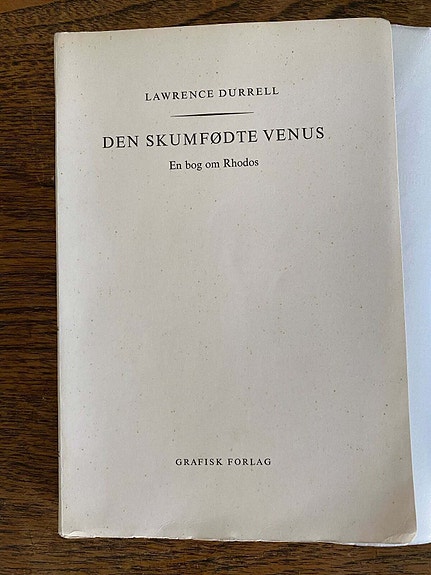 LAWRENCE DURRELL
DEN SKUMFØDTE VENUS
En bog om Rhodos
GRAFISK FORLAG